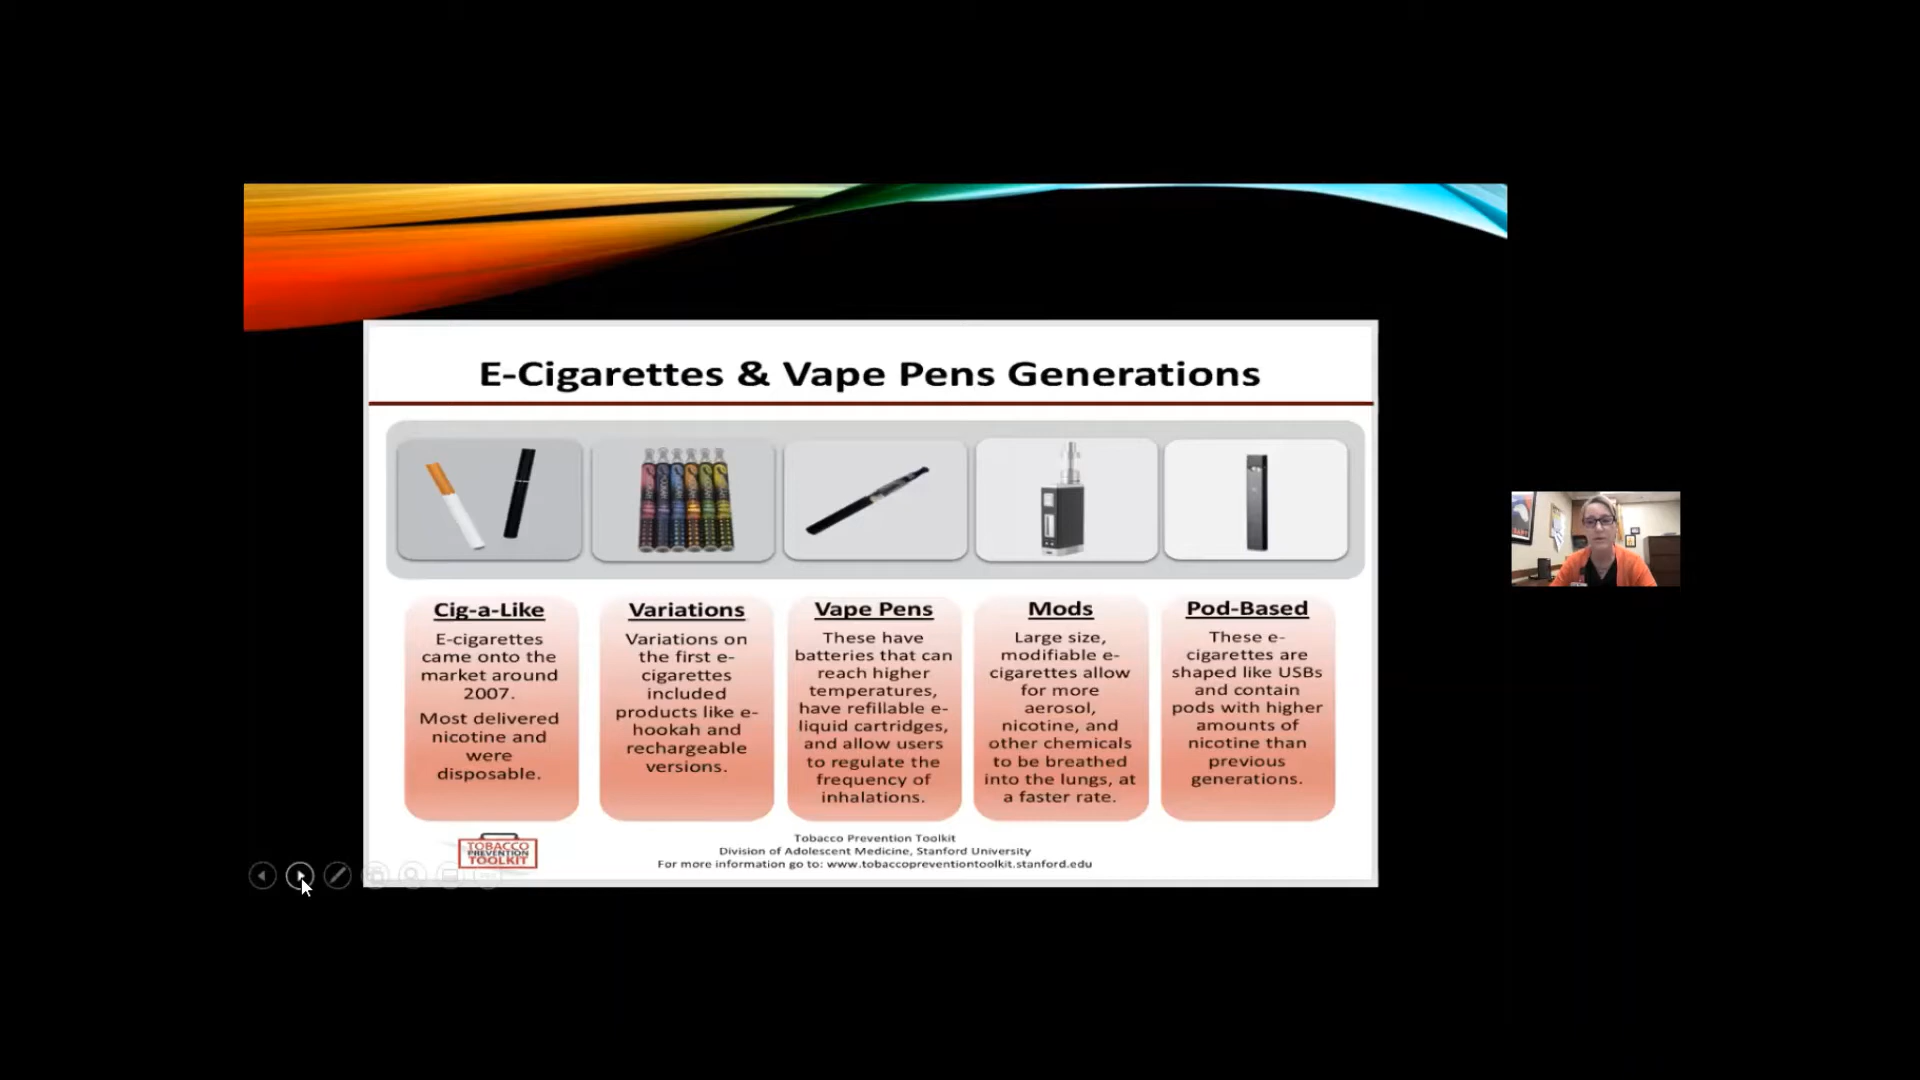 E-Cigarettes & Vape Pens Generations
Cig-a-Like
E-cigarettes
came onto the
market around
2007.
Most delivered
nicotine and
were
disposable.
Variations
Variations on
the first e-
cigarettes
included
products like e-
hookah and
rechargeable
versions.
Vape Pens
These have
batteries that can
reach higher
temperatures,
have refillable e-
liquid cartridges,
and allow users
to regulate the
frequency of
inhalations.
Mods
Large size,
modifiable e-
cigarettes allow
for more
aerosol,
nicotine, and
other chemicals
to be breathed
into the lungs, at
a faster rate.
Pod-Based
These e-
cigarettes are
shaped like USBs
and contain
pods with higher
amounts of
nicotine than
previous
generations.
TOBACCO
PREVENTION
TOOLKIT
Tobacco Prevention Toolkit
Division of Adolescent Medicine, Stanford University
For more information go to: www.tobaccopreventiontoolkit.stanford.edu